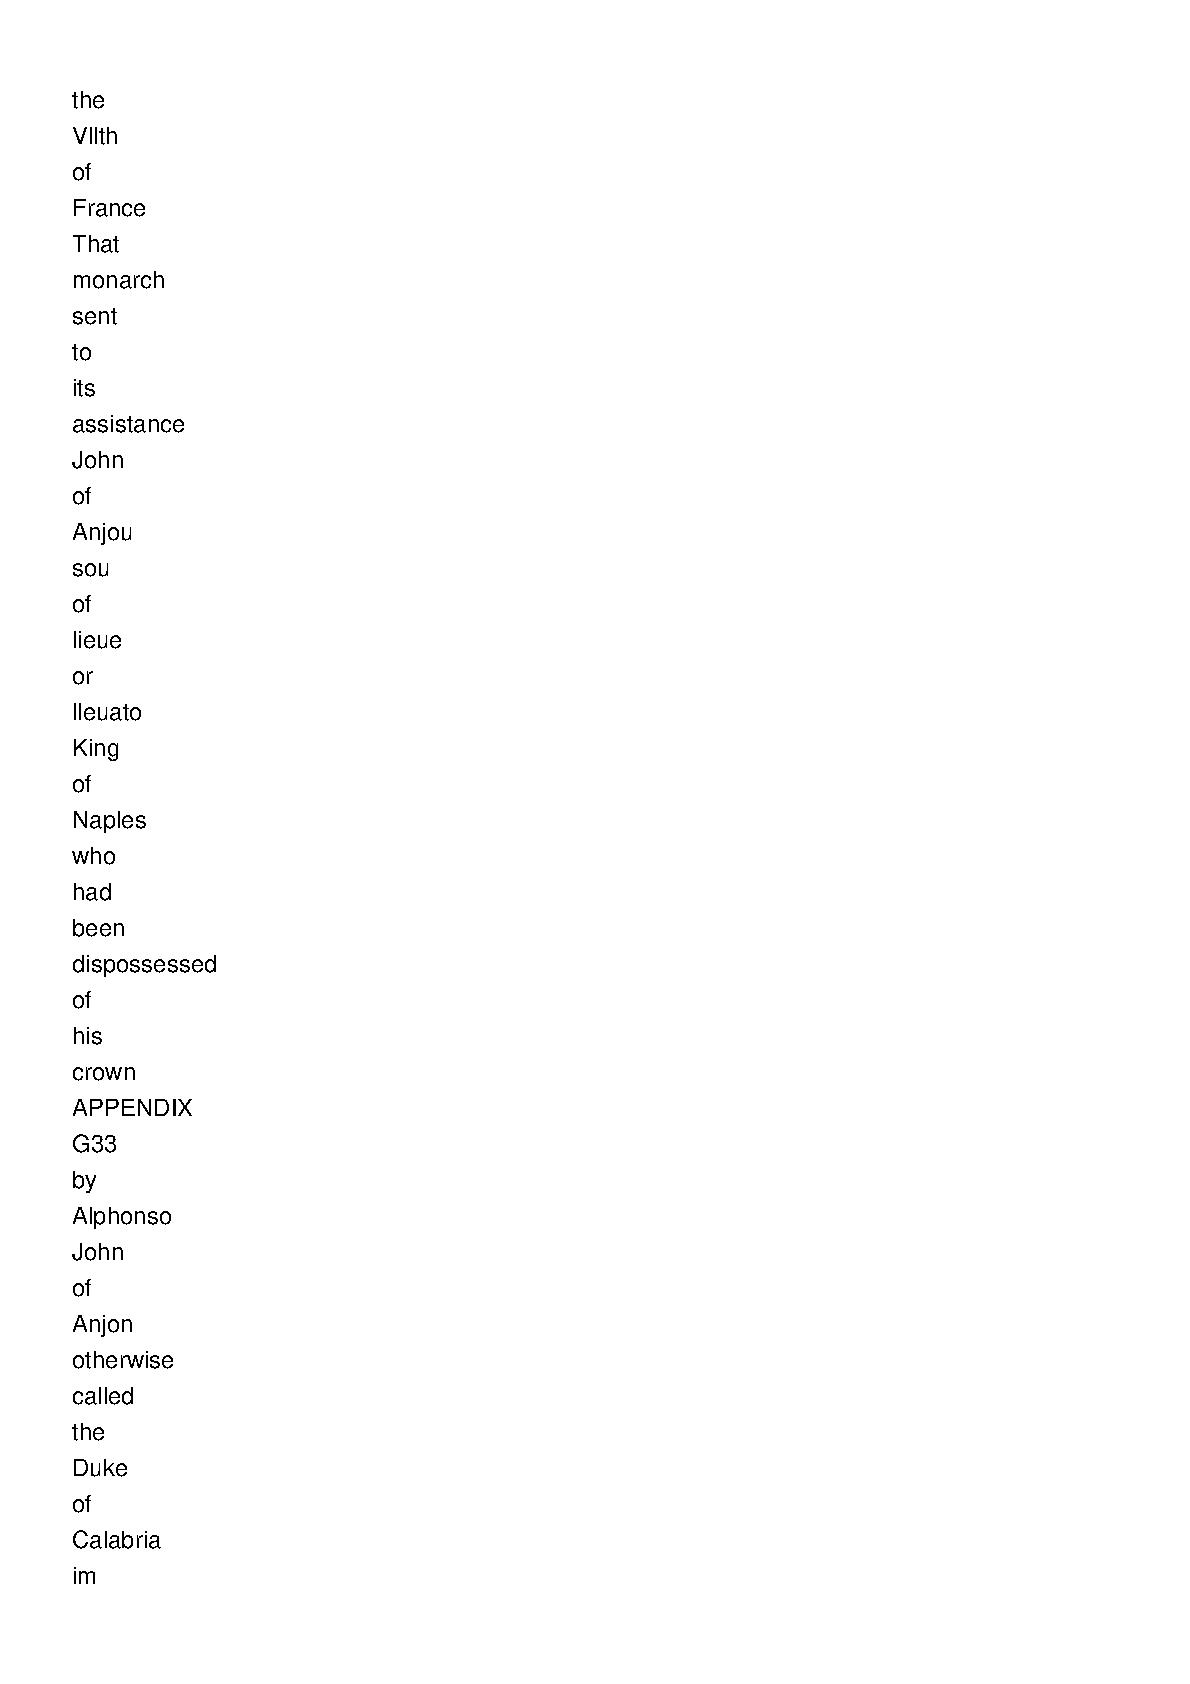 the
VIIth
of
France
That
monarch
sent
to
its
assistance
John
of
Anjou
sou
of
lieue
or
lleuato
King
of
Naples
who
had
been
dispossessed
of
his
crown
APPENDIX
G33
by
Alphonso
John
of
Anjon
otherwise
called
the
Duke
of
Calabria
im